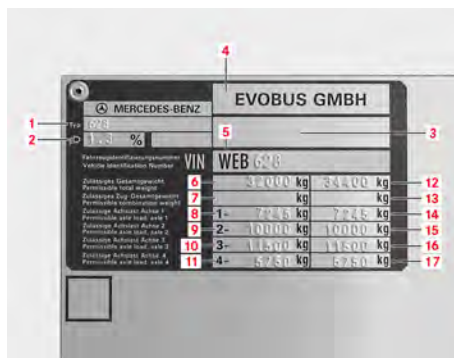 4
MERCEDES-BENZ
EVOBUS GMBH
1 Typ 628
2 1.3 % 3
5
Fahrzeugidentifizierungsnummer
Vehicle Identification Number
VIN WEB 628
Zulässiges Gesamtgewicht
Permissible total weight
6 32000 kg 34400 kg 12
Zulässiges Zug-Gesamtgewicht
Permissible combination weight
7 kg kg 13
Zulässige Achslast Achse 1
Permissible axle load, axle 1
8 1- 7245 kg 7245 kg 14
Zulässige Achslast Achse 2
Permissible axle load, axle 2
9 2- 10000 kg 10000 kg 15
Zulässige Achslast Achse 3
Permissible axle load, axle 3
10 3- 11500 kg 11500 kg 16
Zulässige Achslast Achse 4
Permissible axle load, axle 4
11 4- 5750 kg 5750 kg 17